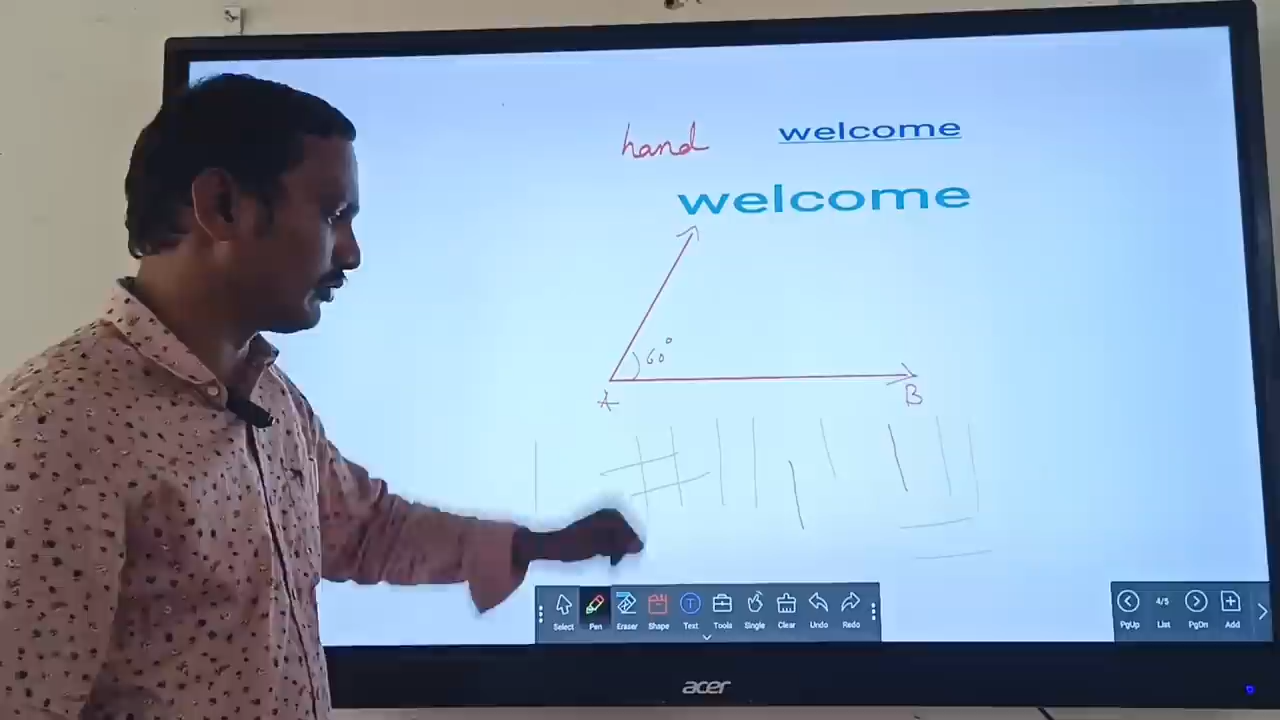 hand welcome
welcome
60°
A B
Select Pen Eraser Shape T Text Tools Single Clear Undo Redo
PgUp 4/5 List PgDn Add
acer